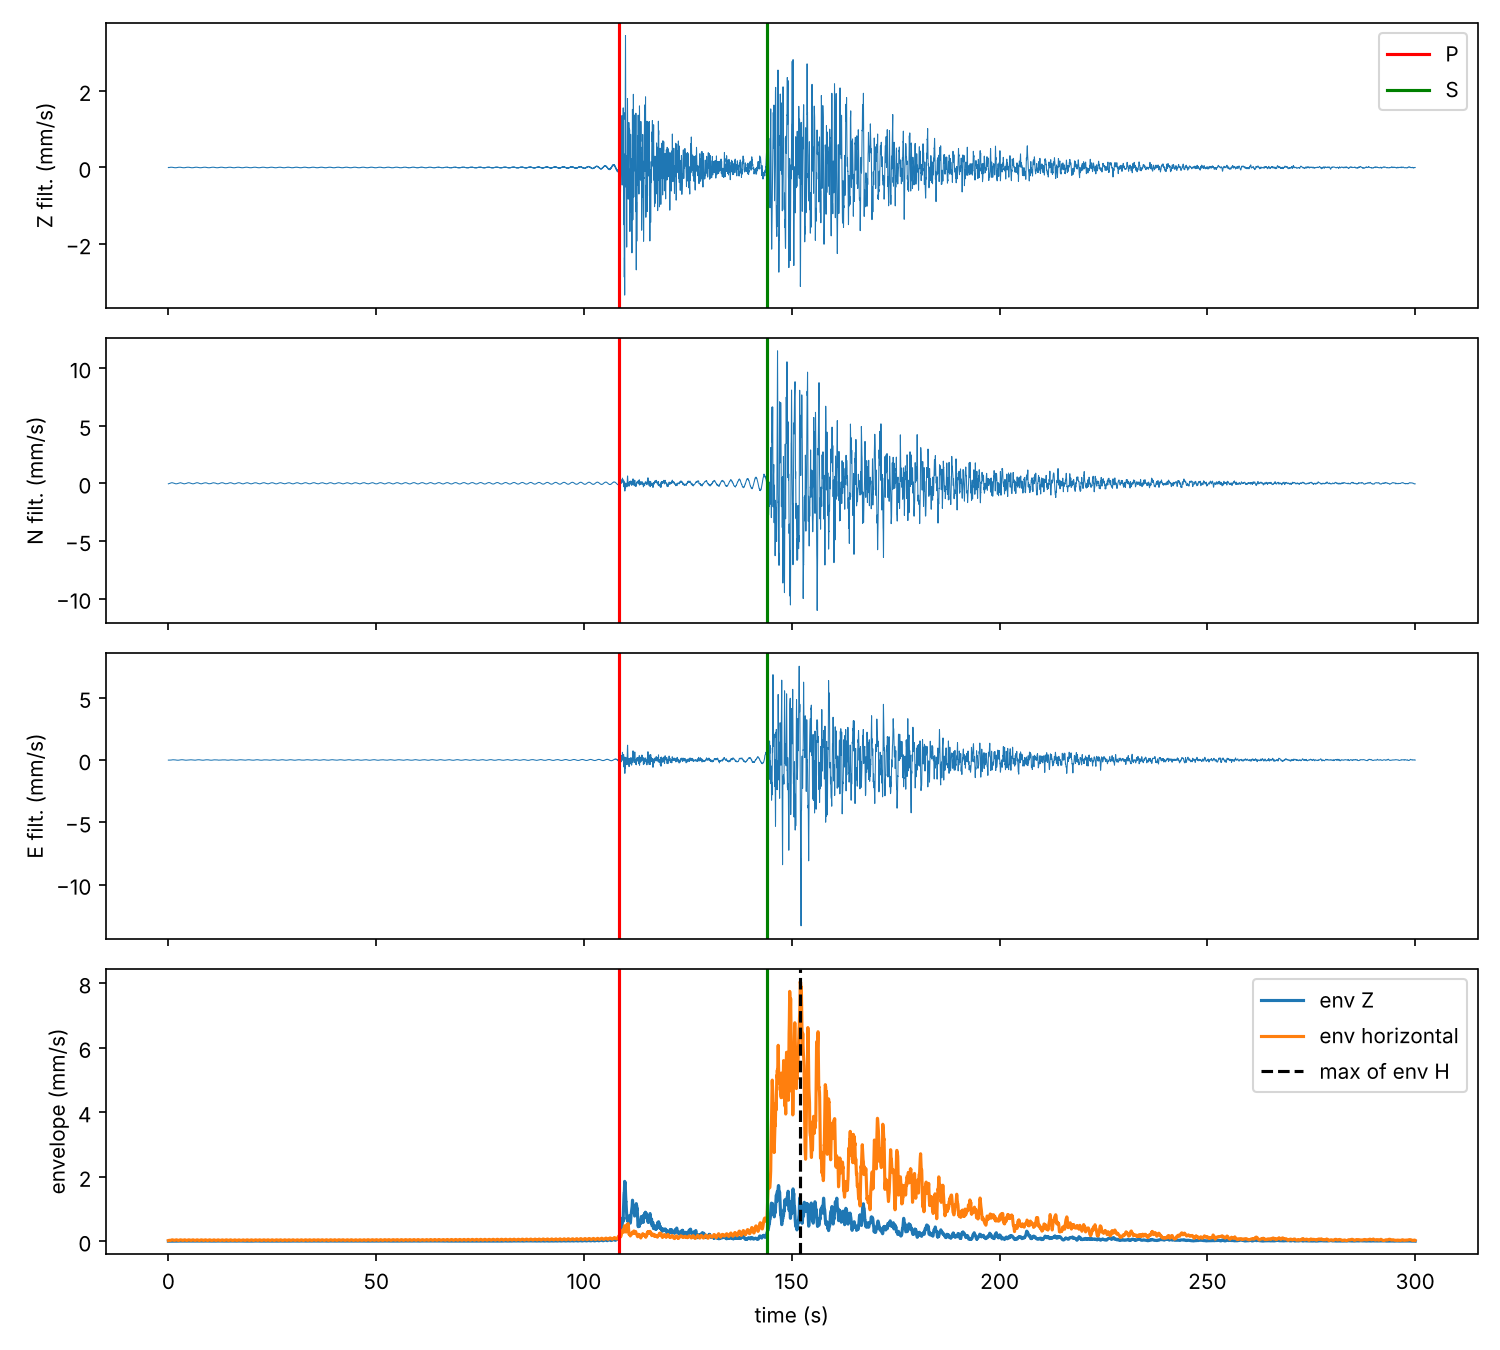 Z filt. (mm/s)
2
0
−2
P
S
N filt. (mm/s)
10
5
0
−5
−10
E filt. (mm/s)
5
0
−5
−10
envelope (mm/s)
8
6
4
2
0
env Z
env horizontal
max of env H
0 50 100 150 200 250 300
time (s)